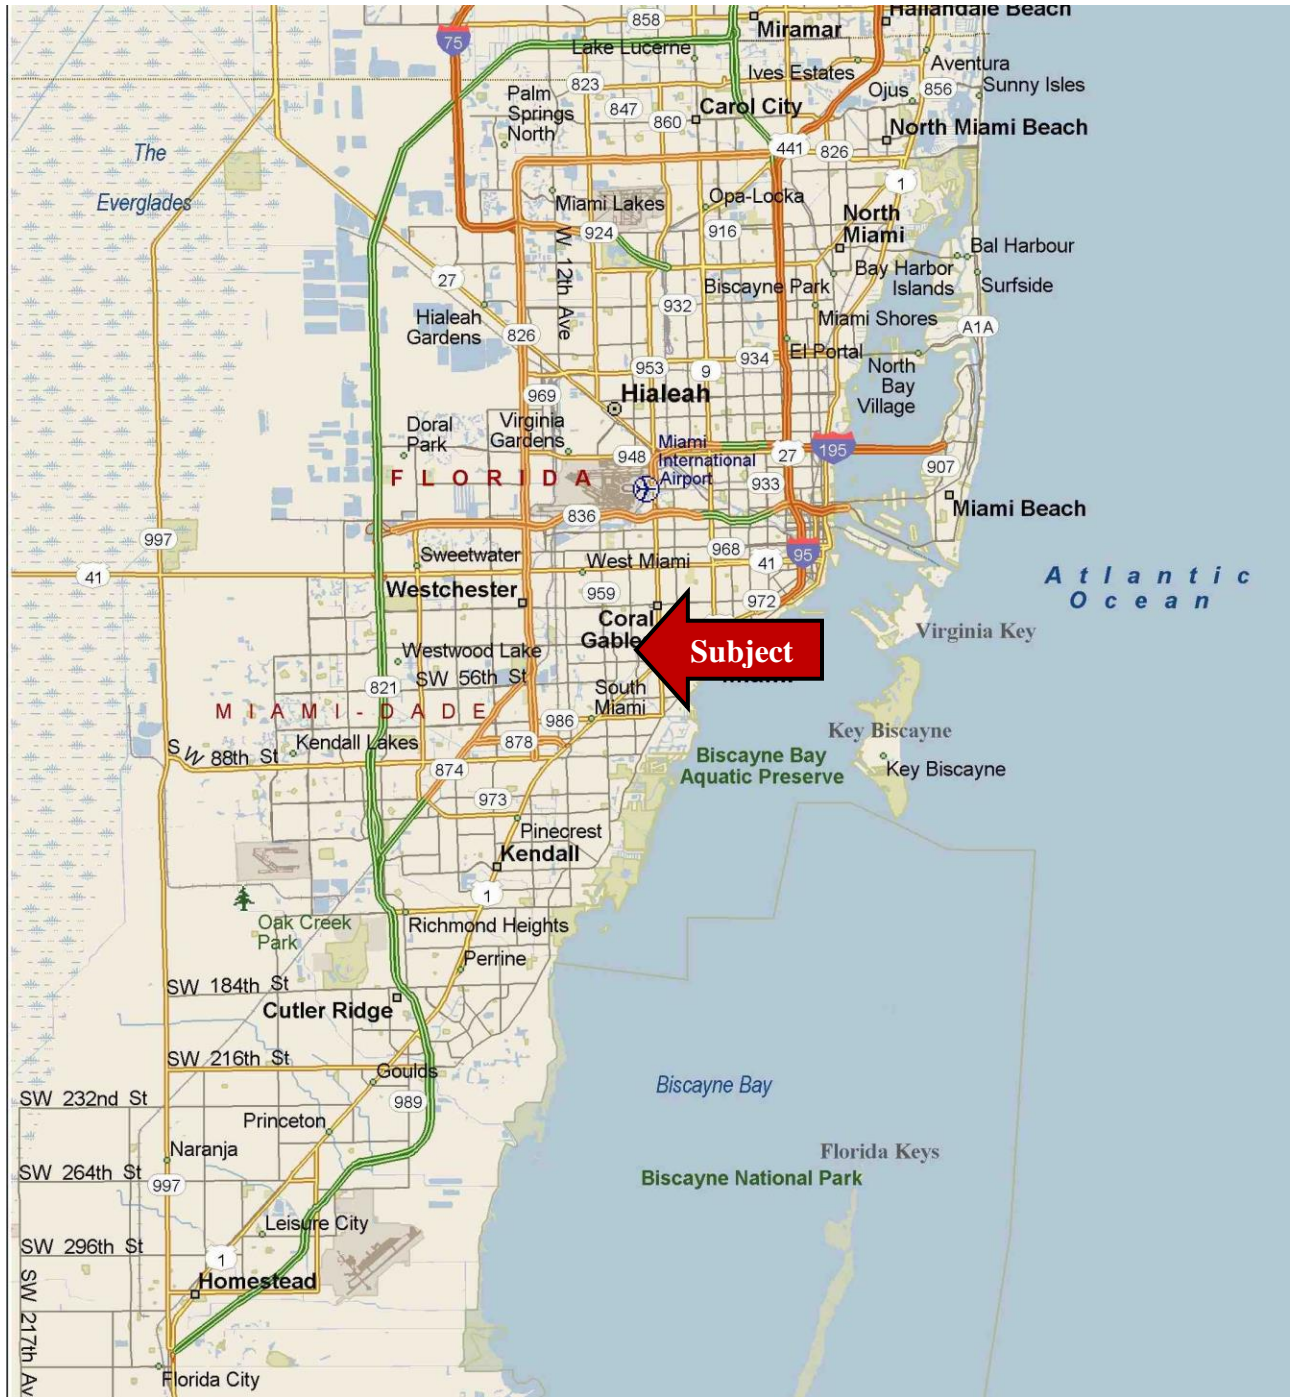 858
Hallandale Beach
Miramar
75
Lake Lucerne
Ives Estates
Aventura
Sunny Isles
823
Ojus
856
Palm
Springs
North
847
860
Carol City
North Miami Beach
The
Everglades
441
826
1
Miami Lakes
Opa-Locka
924
916
North
Miami
W 12th Ave
Bal Harbour
Bay Harbor
Islands
Surfside
27
Biscayne Park
932
Hialeah
Gardens
826
Miami Shores
A1A
953
9
934
El Portal
North
Bay
Village
969
Hialeah
Doral
Park
Virginia
Gardens
948
Miami
International
Airport
27
195
907
FLORIDA
933
Miami Beach
836
997
Sweetwater
West Miami
968
41
95
41
Atlantic
Ocean
Westchester
959
972
Coral
Gable
Virginia Key
Subject
Westwood Lake
SW 56th St
821
South
Miami
MIAMI-DADE
986
Key Biscayne
SW 88th St
Kendall Lakes
878
874
Biscayne Bay
Aquatic Preserve
Key Biscayne
973
Pinecrest
Kendall
1
Oak Creek
Park
Richmond Heights
Perrine
SW 184th St
Cutler Ridge
SW 216th St
Goulds
Biscayne Bay
SW 232nd St
989
Princeton
Naranja
Florida Keys
SW 264th St
997
Biscayne National Park
Leisure City
SW 296th St
1
Homestead
SW 217th Av
Florida City